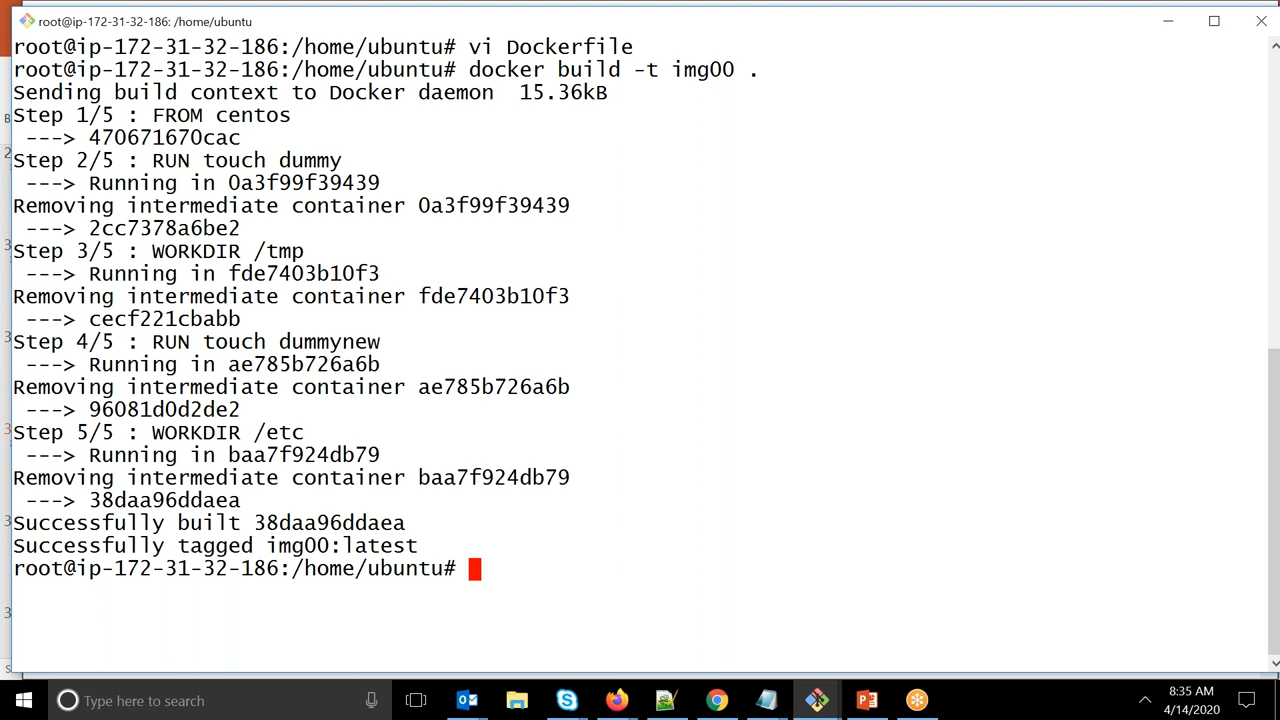 root@ip-172-31-32-186: /home/ubuntu
root@ip-172-31-32-186:/home/ubuntu# vi Dockerfile
root@ip-172-31-32-186:/home/ubuntu# docker build -t img00 .
Sending build context to Docker daemon  15.36kB
Step 1/5 : FROM centos
 ---> 470671670cac
Step 2/5 : RUN touch dummy
 ---> Running in 0a3f99f39439
Removing intermediate container 0a3f99f39439
 ---> 2cc7378a6be2
Step 3/5 : WORKDIR /tmp
 ---> Running in fde7403b10f3
Removing intermediate container fde7403b10f3
 ---> cecf221cbabb
Step 4/5 : RUN touch dummynew
 ---> Running in ae785b726a6b
Removing intermediate container ae785b726a6b
 ---> 96081d0d2de2
Step 5/5 : WORKDIR /etc
 ---> Running in baa7f924db79
Removing intermediate container baa7f924db79
 ---> 38daa96ddaea
Successfully built 38daa96ddaea
Successfully tagged img00:latest
root@ip-172-31-32-186:/home/ubuntu#
Type here to search
8:35 AM
4/14/2020